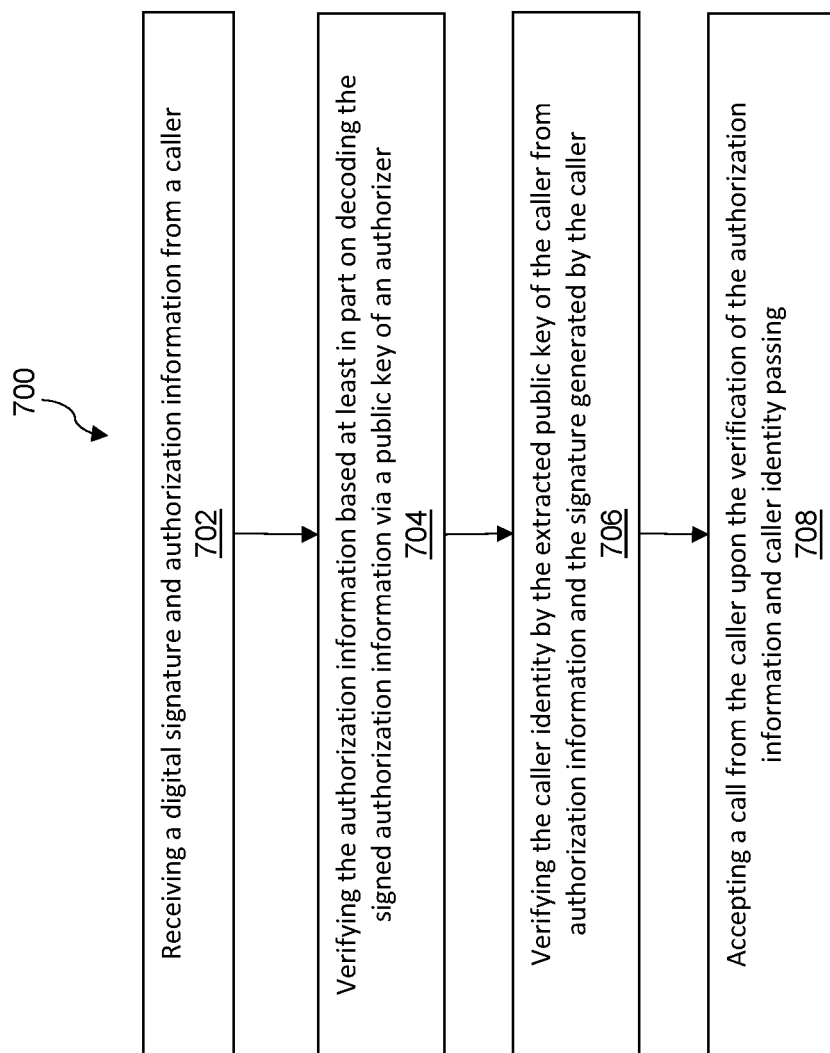 700
Receiving a digital signature and authorization information from a caller
702
Verifying the authorization information based at least in part on decoding the
signed authorization information via a public key of an authorizer
704
Verifying the caller identity by the extracted public key of the caller from
authorization information and the signature generated by the caller
706
Accepting a call from the caller upon the verification of the authorization
information and caller identity passing
708